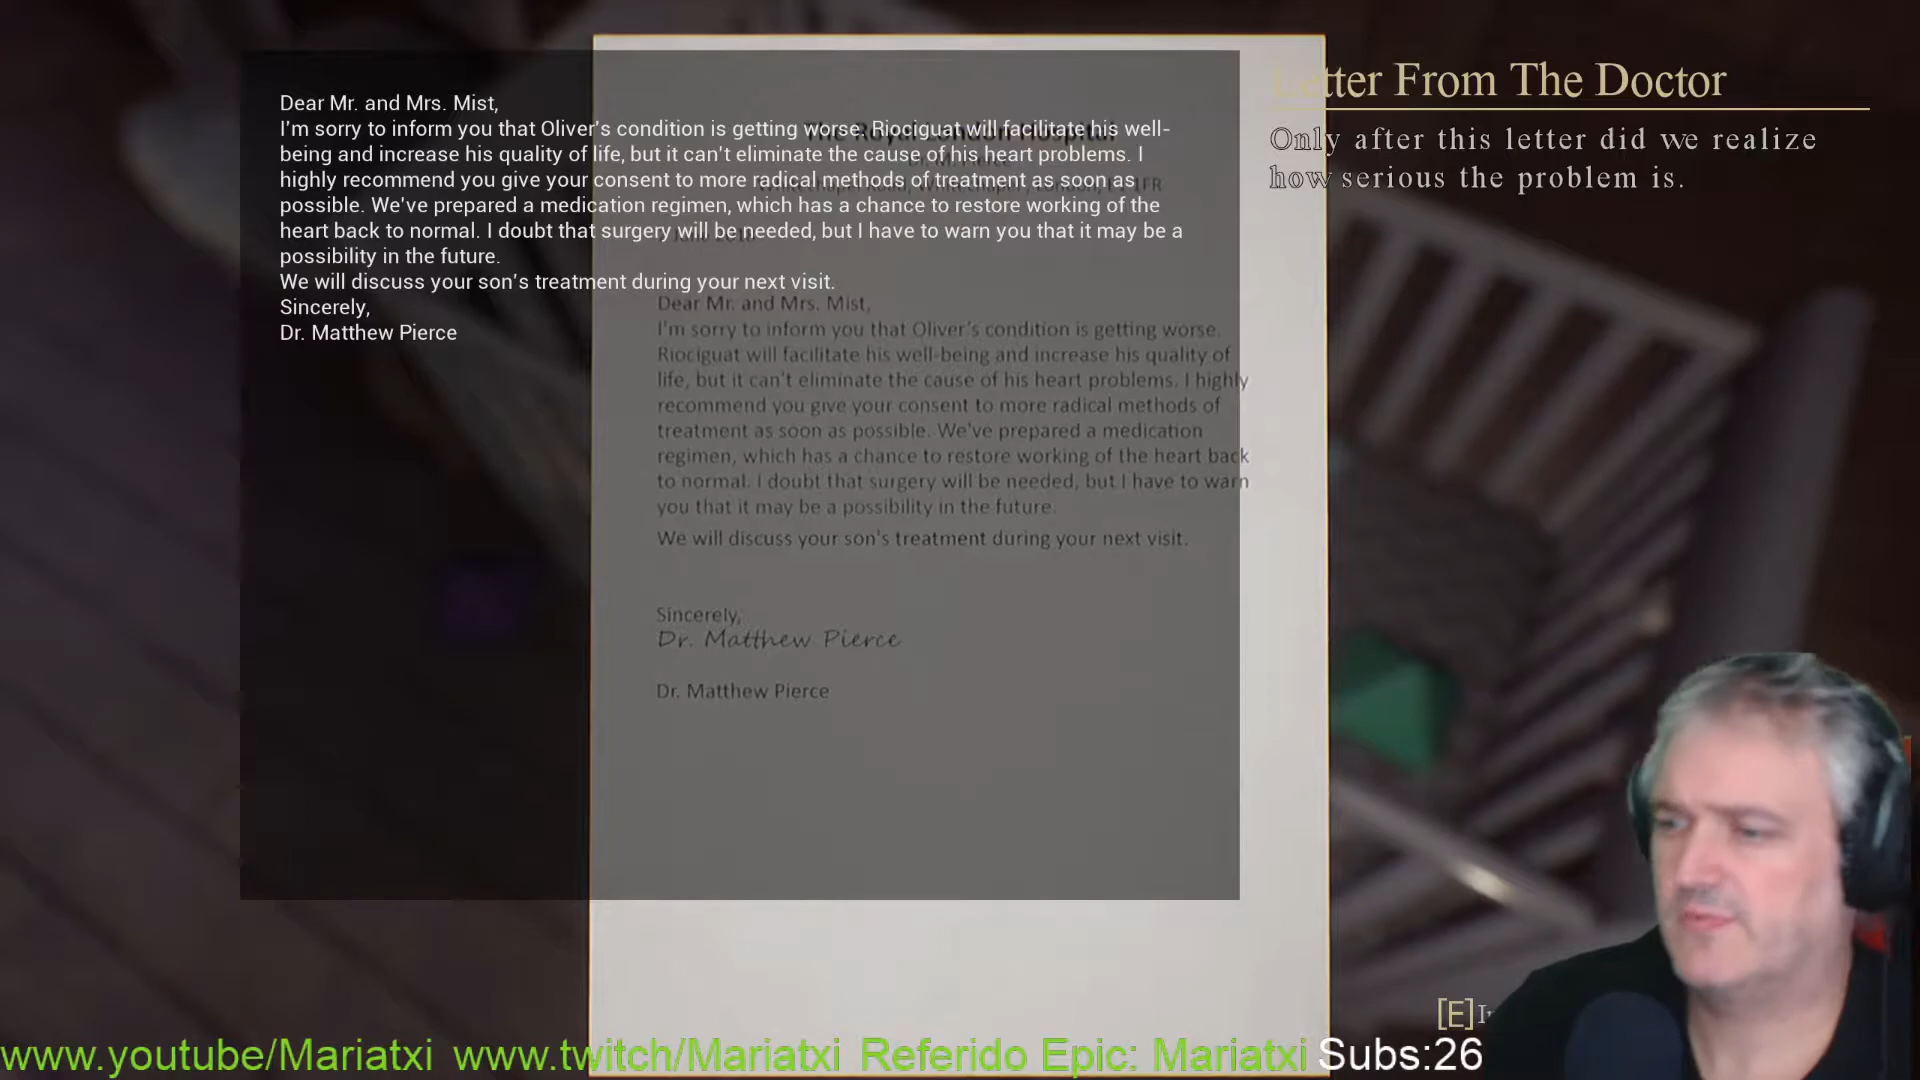 Dear Mr. and Mrs. Mist,
I'm sorry to inform you that Oliver's condition is getting worse. Riociguat will facilitate his well-
being and increase his quality of life, but it can't eliminate the cause of his heart problems. I
highly recommend you give your consent to more radical methods of treatment as soon as
possible. We've prepared a medication regimen, which has a chance to restore working of the
heart back to normal. I doubt that surgery will be needed, but I have to warn you that it may be a
possibility in the future.
We will discuss your son's treatment during your next visit.
Sincerely,
Dr. Matthew Pierce
The Royal London Hospital
Dear Mr. and Mrs. Mist,
I'm sorry to inform you that Oliver's condition is getting worse.
Riociguat will facilitate his well-being and increase his quality of
life, but it can't eliminate the cause of his heart problems. I highly
recommend you give your consent to more radical methods of
treatment as soon as possible. We've prepared a medication
regimen, which has a chance to restore working of the heart back
to normal. I doubt that surgery will be needed, but I have to warn
you that it may be a possibility in the future.
We will discuss your son's treatment during your next visit.
Sincerely,
Dr. Matthew Pierce
Dr. Matthew Pierce
Letter From The Doctor
Only after this letter did we realize
how serious the problem is.
[E]
www.youtube/Mariatxi www.twitch/Mariatxi Referido Epic: Mariatxi Subs:26